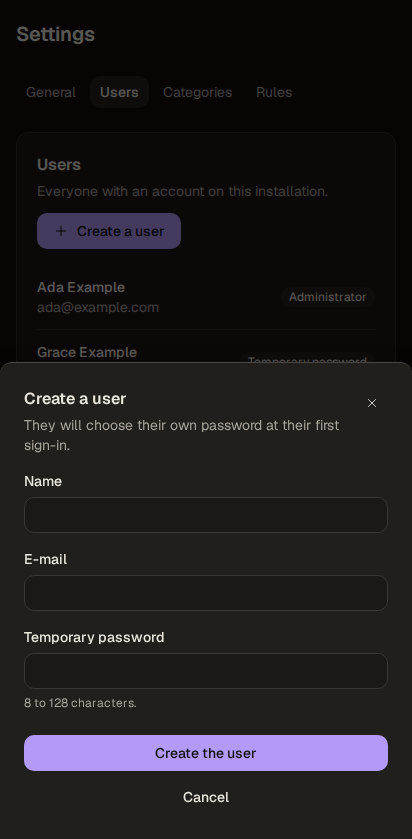 Settings
General Users Categories Rules
Users
Everyone with an account on this installation.
+ Create a user
Ada Example
ada@example.com
Administrator
Grace Example
Temporary password
Create a user
They will choose their own password at their first
sign-in.
Name
E-mail
Temporary password
8 to 128 characters.
Create the user
Cancel